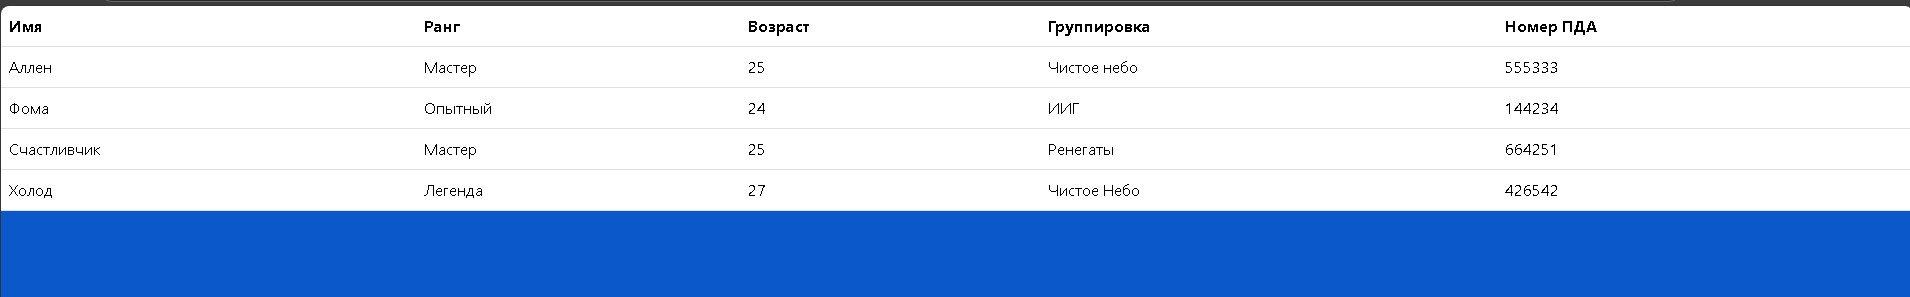 Имя Ранг Возраст Группировка Номер ПДА
Аллен Мастер 25 Чистое небо 555333
Фома Опытный 24 ИИГ 144234
Счастливчик Мастер 25 Ренегаты 664251
Холод Легенда 27 Чистое Небо 426542